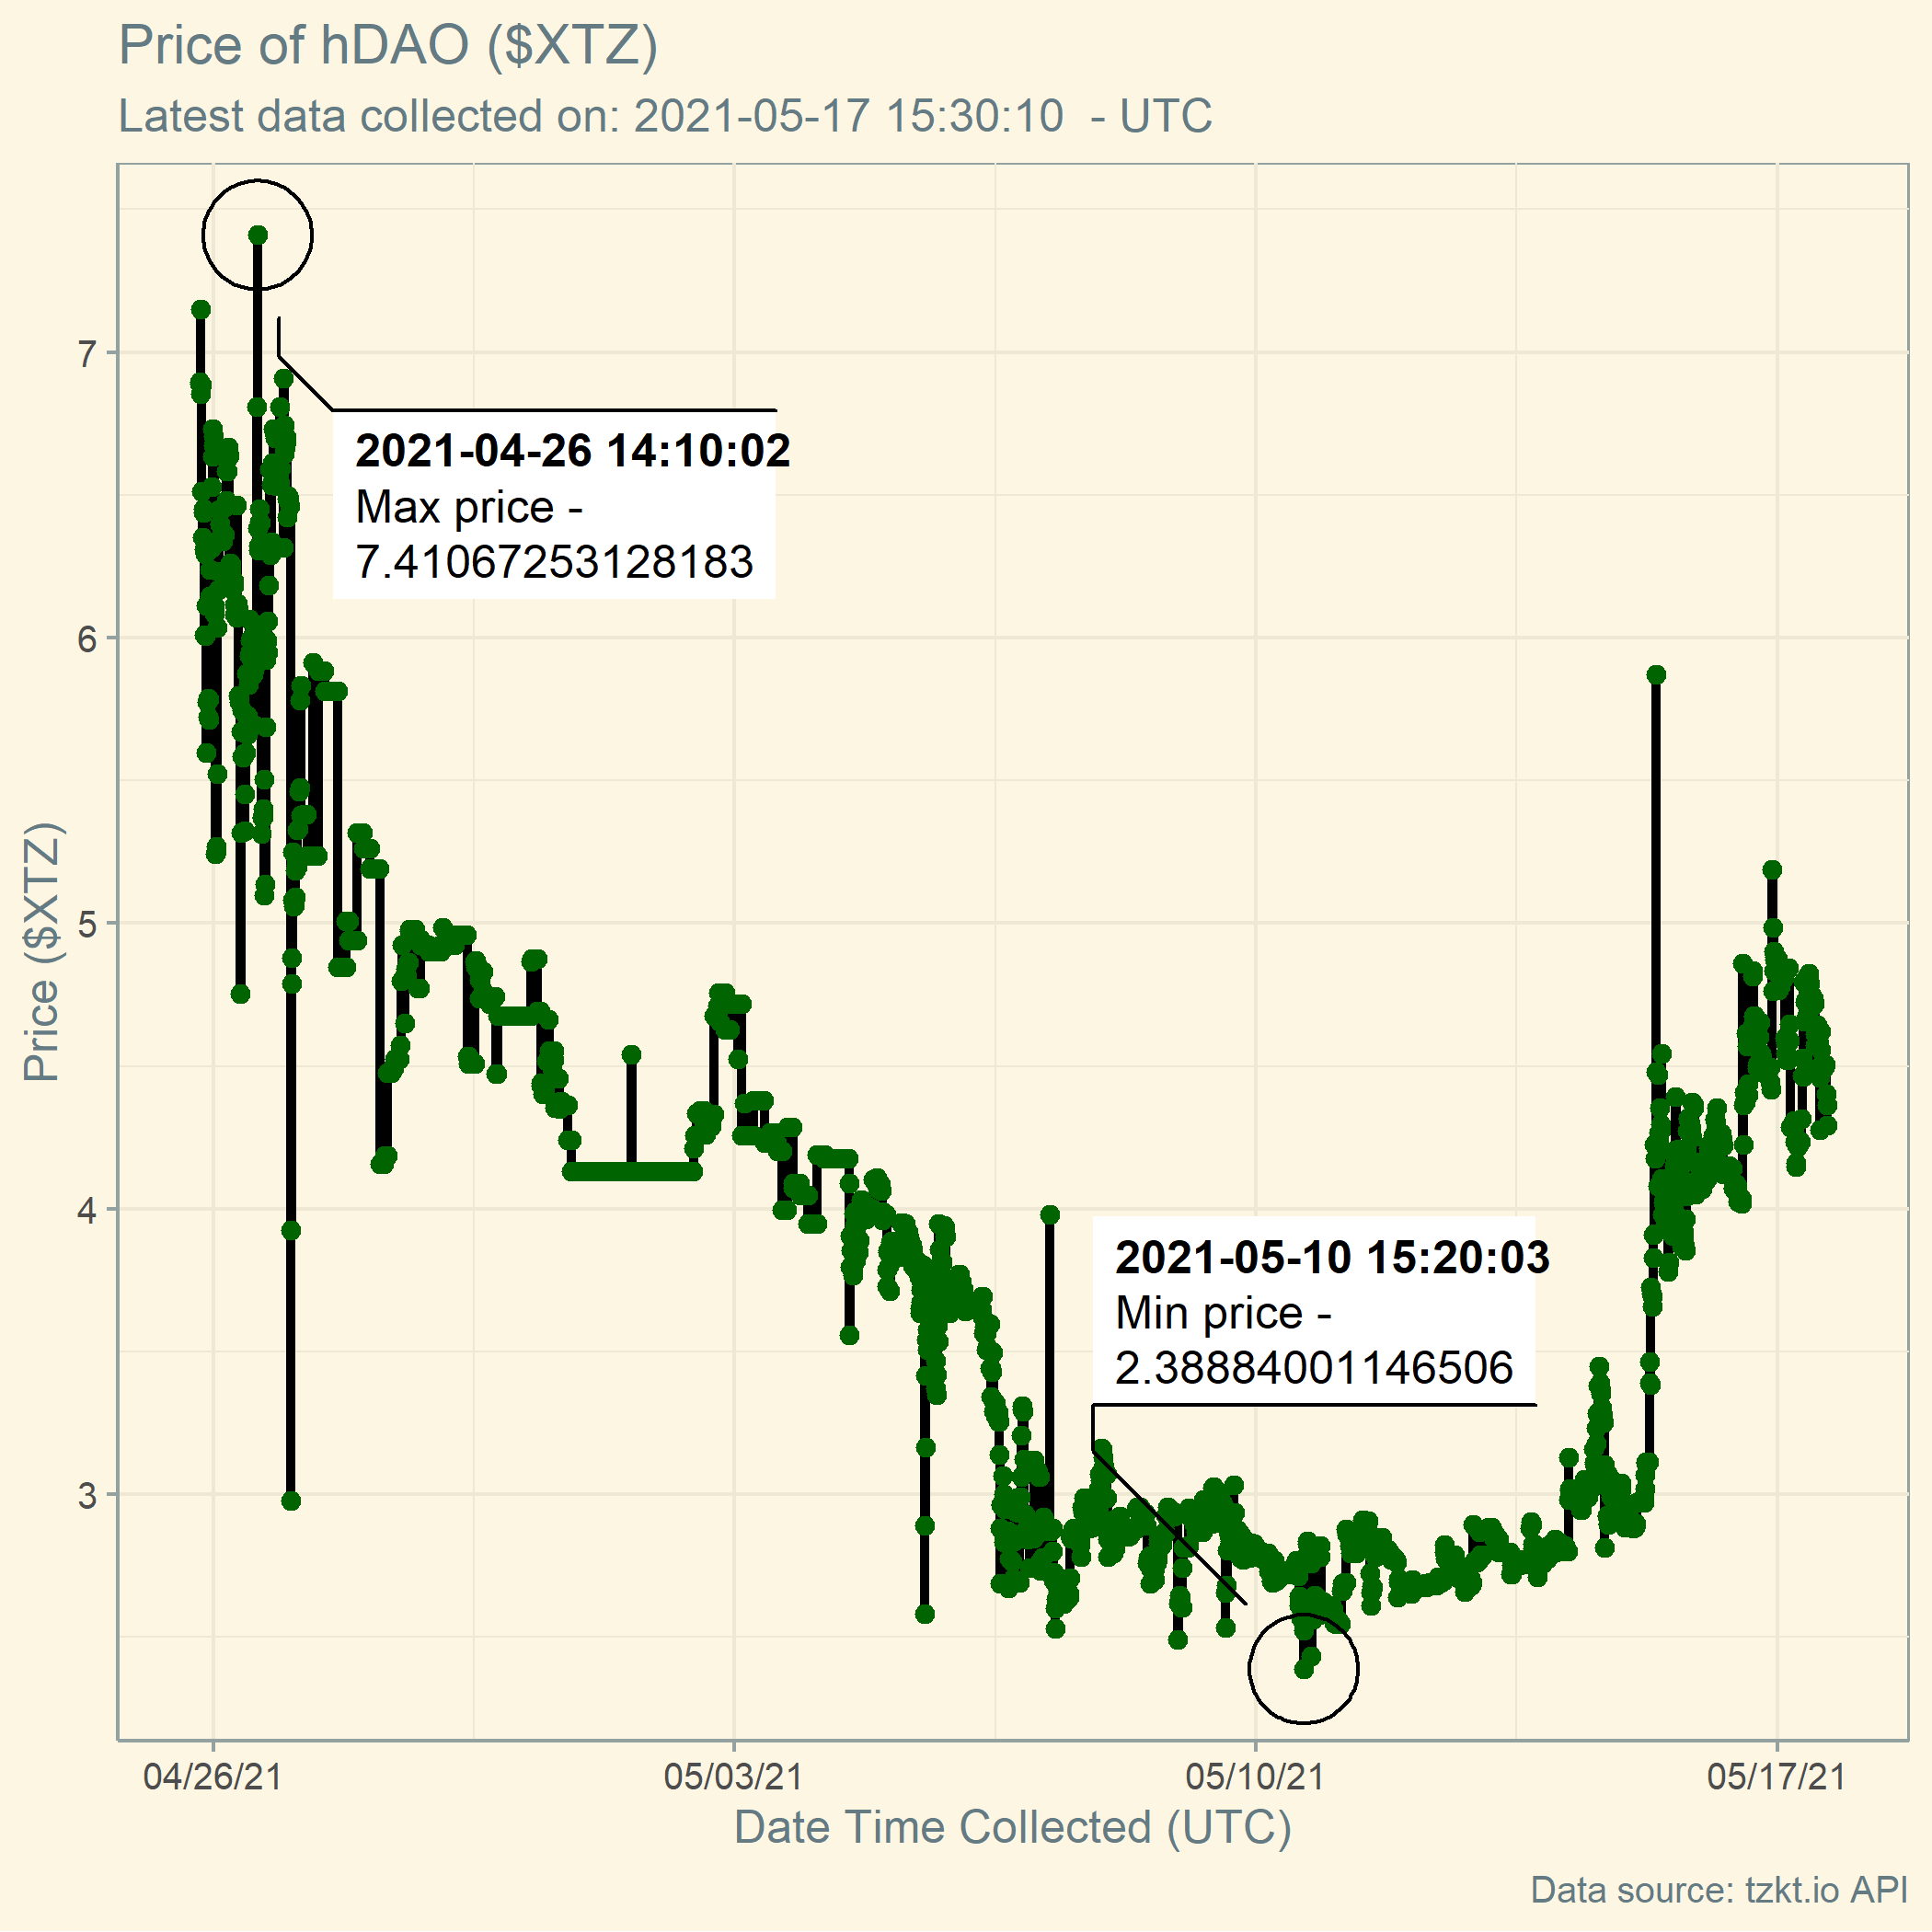 Price of hDAO ($XTZ)
Latest data collected on: 2021-05-17 15:30:10  - UTC
7
6
5
4
3
Price ($XTZ)
2021-04-26 14:10:02
Max price -
7.41067253128183
2021-05-10 15:20:03
Min price -
2.38884001146506
04/26/21
05/03/21
05/10/21
05/17/21
Date Time Collected (UTC)
Data source: tzkt.io API